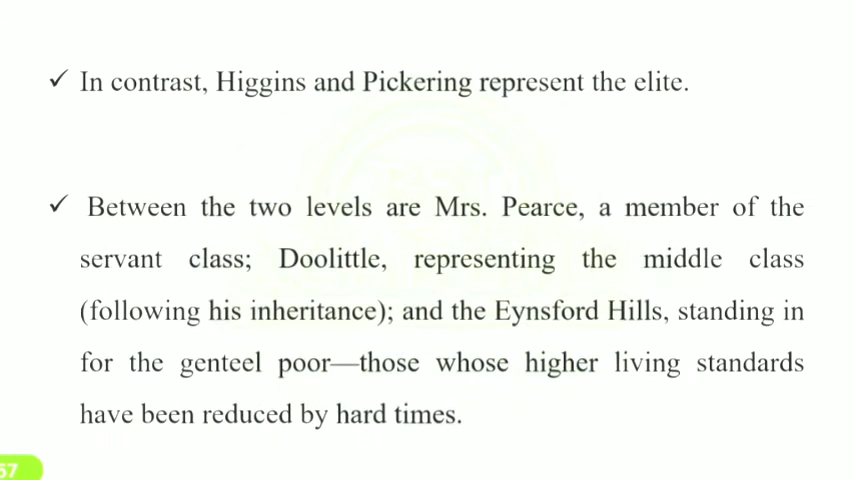 ✓ In contrast, Higgins and Pickering represent the elite.
✓ Between the two levels are Mrs. Pearce, a member of the
servant class; Doolittle, representing the middle class
(following his inheritance); and the Eynsford Hills, standing in
for the genteel poor—those whose higher living standards
have been reduced by hard times.
57